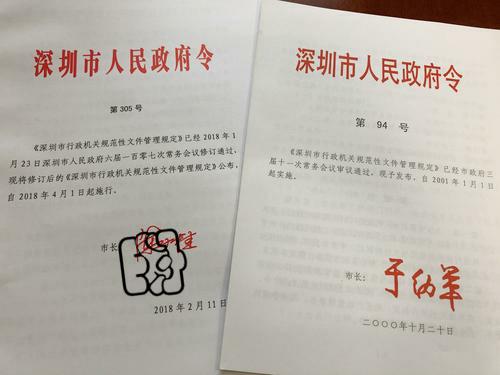 深圳市人民政府令
第 305 号
《深圳市行政机关规范性文件管理规定》已经 2018 年 1
月 23 日深圳市人民政府六届一百零七次常务会议修订通过,
现将修订后的《深圳市行政机关规范性文件管理规定》公布,
自 2018 年 4 月 1 日起施行。
市长:
2018 年 2 月 11 日
深圳市人民政府令
第 94 号
《深圳市行政机关规范性文件管理规定》已经市政府三
届十一次常务会议审议通过,现予发布,自 2001 年 1 月 1 日
起实施。
市长:
于幼军
二〇〇〇年十月二十日